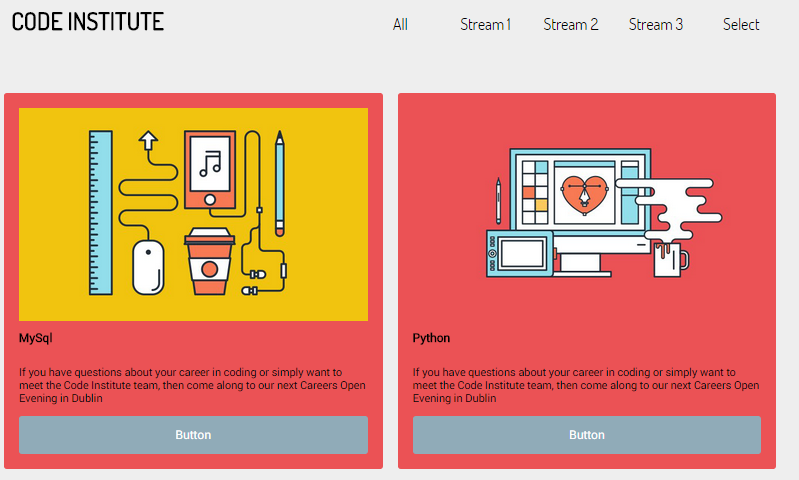 CODE INSTITUTE
All Stream 1 Stream 2 Stream 3 Select
MySql
If you have questions about your career in coding or simply want to
meet the Code Institute team, then come along to our next Careers Open
Evening in Dublin
Button
Python
If you have questions about your career in coding or simply want to
meet the Code Institute team, then come along to our next Careers Open
Evening in Dublin
Button